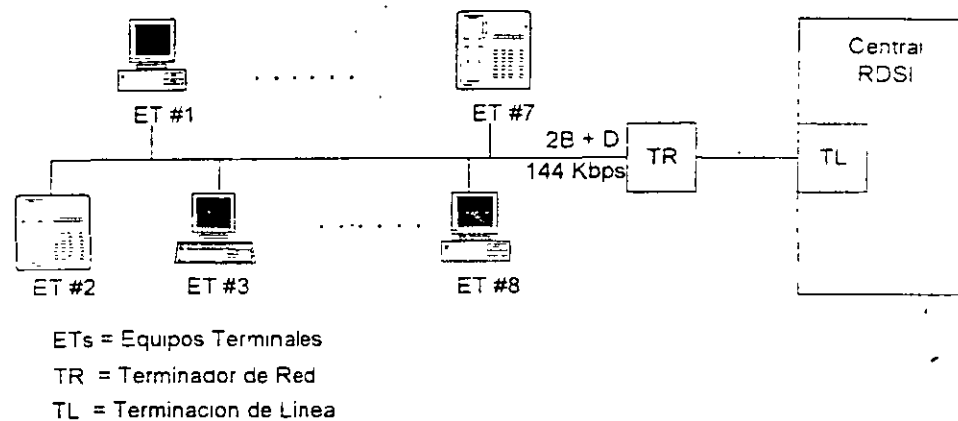 Central
RDSI
ET #1
ET #7
2B + D
144 Kbps
TR
TL
ET #2
ET #3
ET #8
ETs = Equipos Terminales
TR = Terminador de Red
TL = Terminacion de Linea